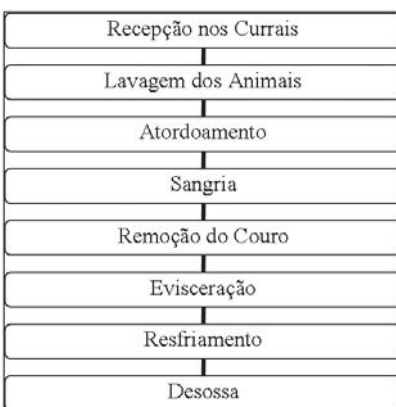 Recepção nos Currais
Lavagem dos Animais
Atordoamento
Sangria
Remoção do Couro
Evisceração
Resfriamento
Desossa